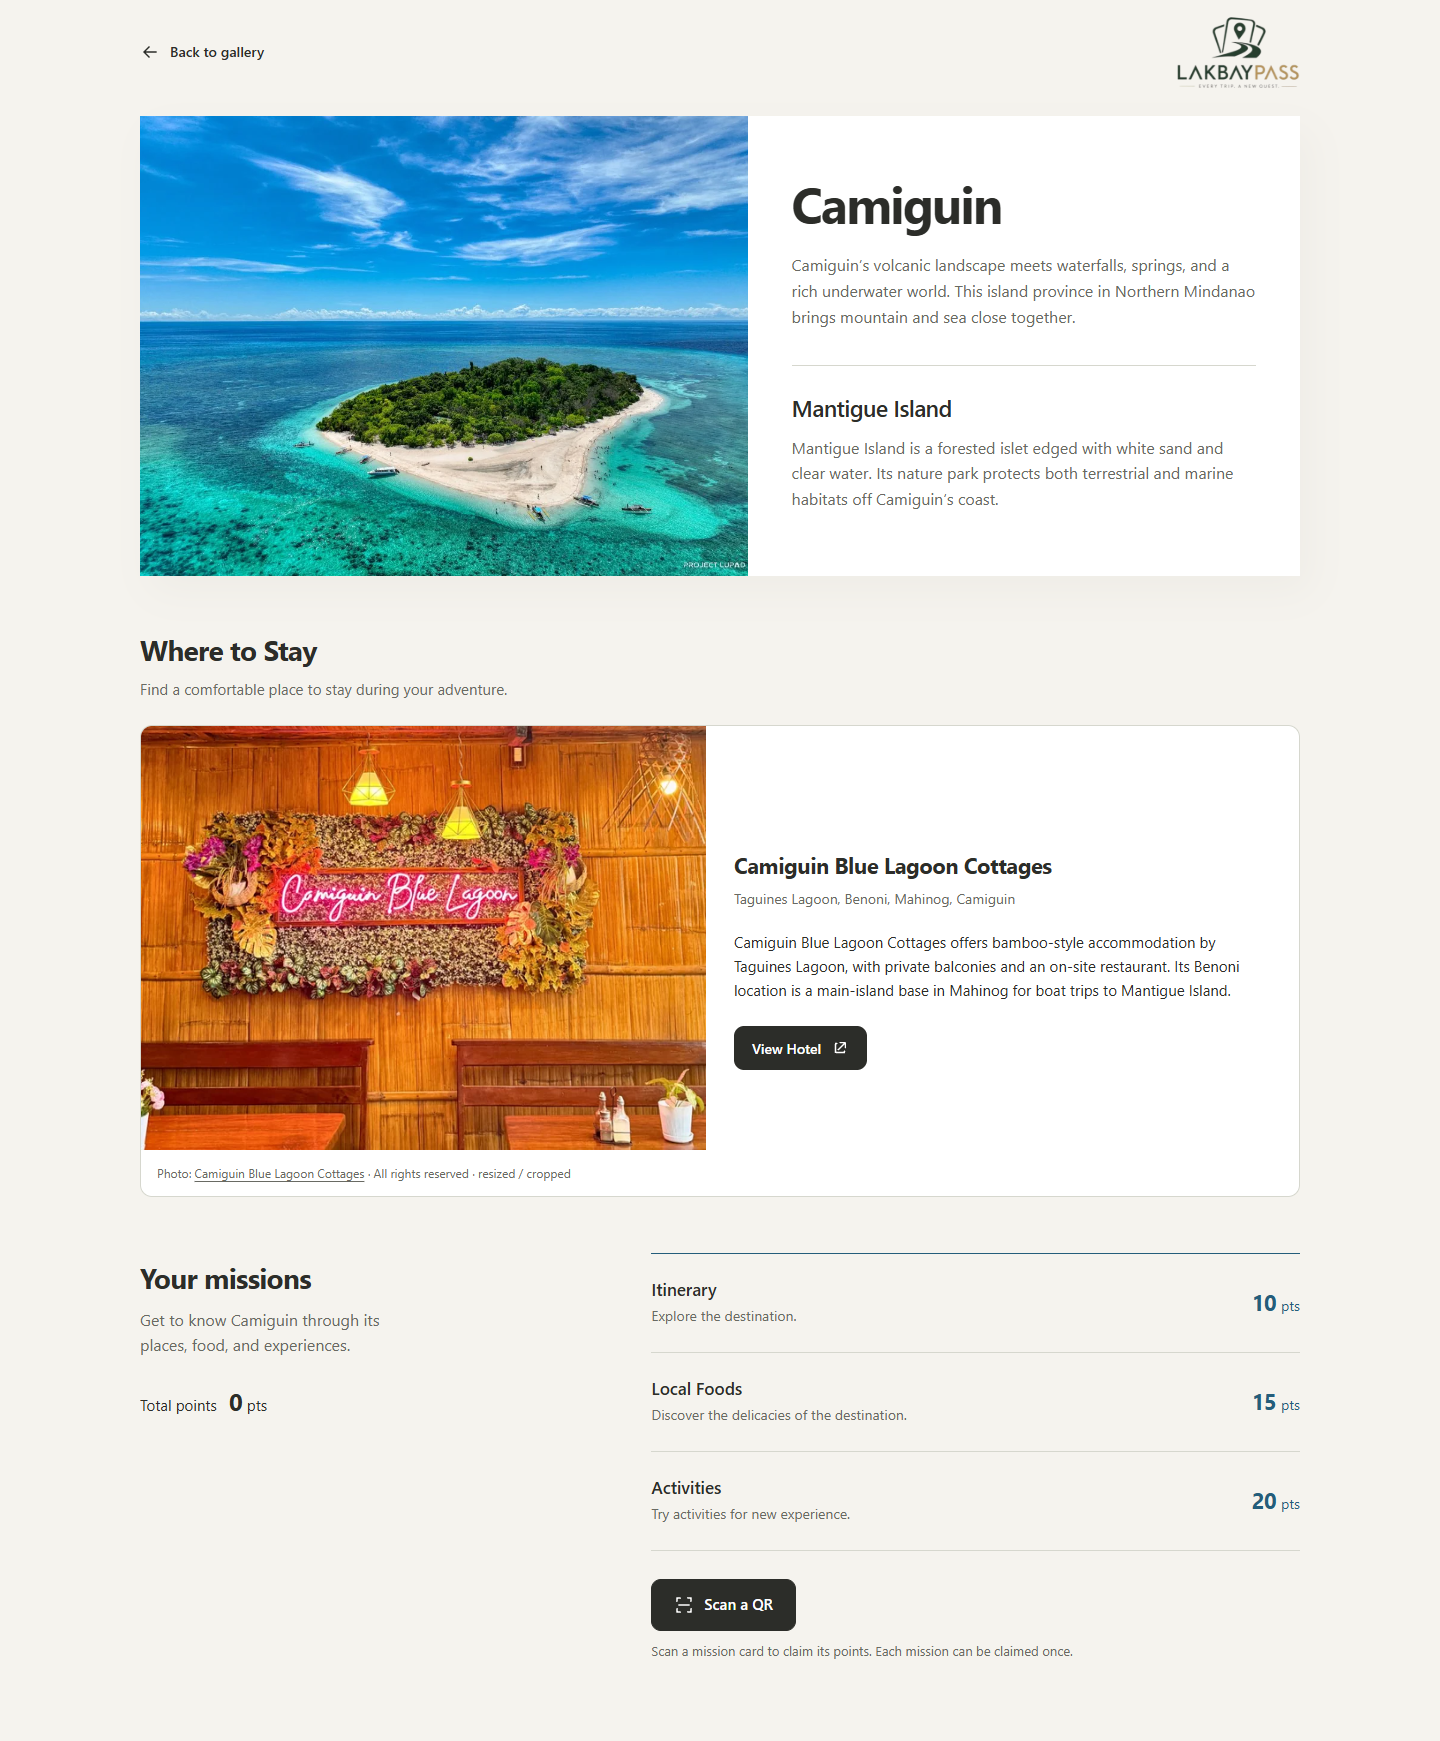 Back to gallery
LAKBAYPASS
EVERY TRIP. A NEW QUEST.
Camiguin
Camiguin's volcanic landscape meets waterfalls, springs, and a
rich underwater world. This island province in Northern Mindanao
brings mountain and sea close together.
Mantigue Island
Mantigue Island is a forested islet edged with white sand and
clear water. Its nature park protects both terrestrial and marine
habitats off Camiguin's coast.
PROJECT LUPAD
Where to Stay
Find a comfortable place to stay during your adventure.
Camiguin Blue Lagoon
Camiguin Blue Lagoon Cottages
Taguines Lagoon, Benoni, Mahinog, Camiguin
Camiguin Blue Lagoon Cottages offers bamboo-style accommodation by
Taguines Lagoon, with private balconies and an on-site restaurant. Its Benoni
location is a main-island base in Mahinog for boat trips to Mantigue Island.
View Hotel
Photo: Camiguin Blue Lagoon Cottages · All rights reserved · resized / cropped
Your missions
Get to know Camiguin through its
places, food, and experiences.
Total points 0 pts
Itinerary
Explore the destination.
10 pts
Local Foods
Discover the delicacies of the destination.
15 pts
Activities
Try activities for new experience.
20 pts
Scan a QR
Scan a mission card to claim its points. Each mission can be claimed once.